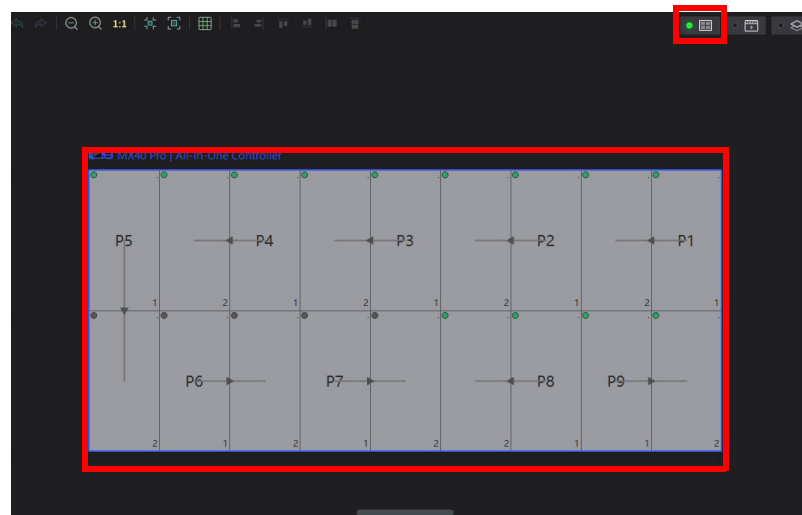 1:1
MX40 Pro | All-In-One Controller
P5 P4 P3 P2 P1
1 2 1 2 1 2 1 2 1
P6 P7 P8 P9
2 1 2 1 2 2 1 1 2